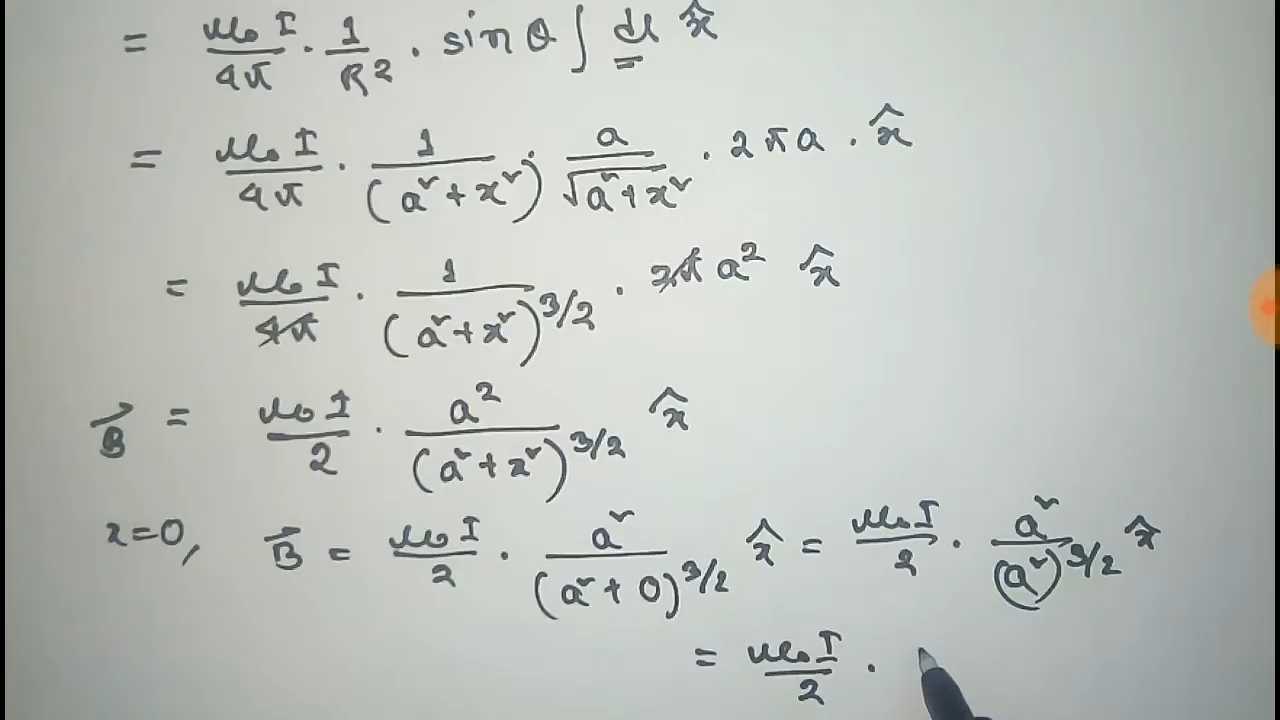 = μ₀I/4π · 1/R² · sin θ ∫ dl x̂
= μ₀I/4π · 1/(a² + x²) · a/√(a² + x²) · 2πa · x̂
= μ₀I/4π · 1/(a² + x²)^3/2 · 2π a² x̂
B⃗ = μ₀I/2 · a²/(a² + x²)^3/2 x̂
x = 0, B⃗ = μ₀I/2 · a²/(a² + 0)^3/2 x̂ = μ₀I/2 · a²/(a²)^3/2 x̂
= μ₀I/2 ·